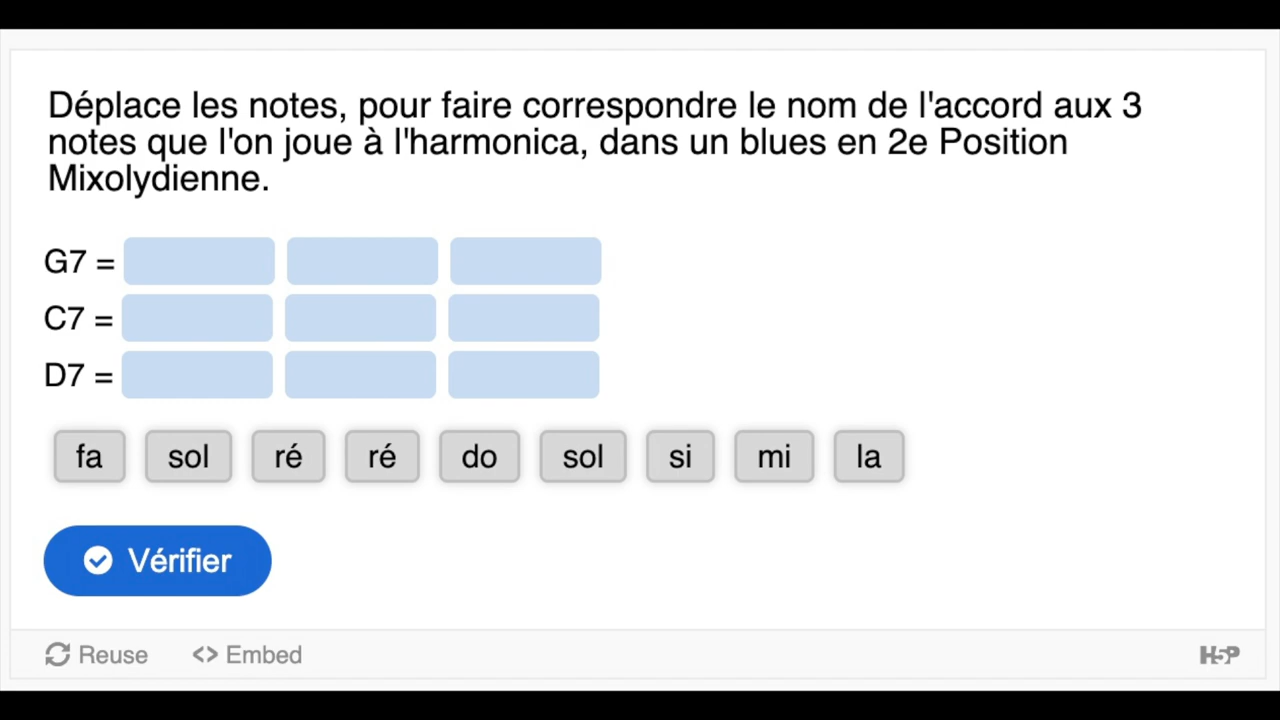 Déplace les notes, pour faire correspondre le nom de l'accord aux 3
notes que l'on joue à l'harmonica, dans un blues en 2e Position
Mixolydienne.
G7 =
C7 =
D7 =
fa sol ré ré do sol si mi la
Vérifier
Reuse <> Embed H5P